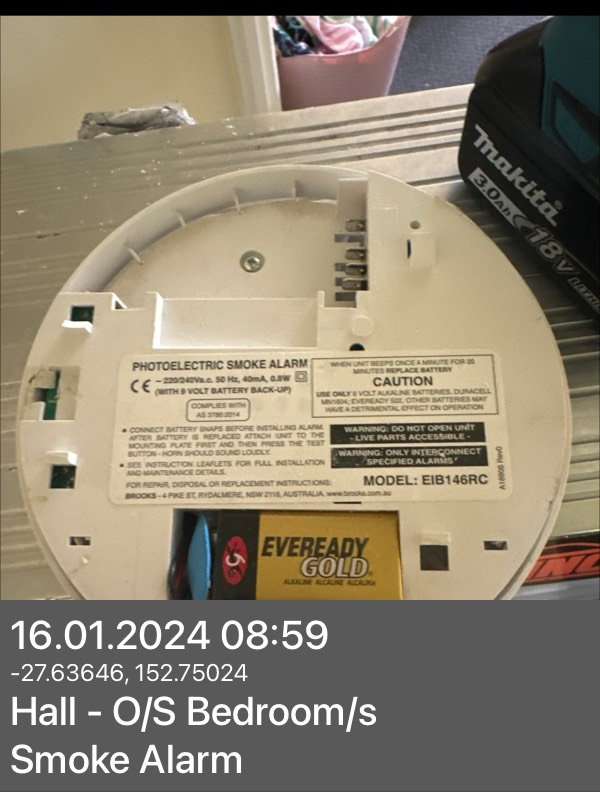 Makita
3.0Ah
18V
PHOTOELECTRIC SMOKE ALARM
CE ~ 220/240Va.c. 50 Hz, 40mA, 0.8W
(WITH 9 VOLT BATTERY BACK-UP)
COMPLIES WITH
AS 3786:2014
• CONNECT BATTERY SNAPS BEFORE INSTALLING ALARM.
AFTER BATTERY IS REPLACED ATTACH UNIT TO THE
MOUNTING PLATE FIRST AND THEN PRESS THE TEST
BUTTON - HORN SHOULD SOUND LOUDLY.
• SEE INSTRUCTION LEAFLETS FOR FULL INSTALLATION
AND MAINTENANCE DETAILS.
FOR REPAIR, DISPOSAL OR REPLACEMENT INSTRUCTIONS:
BROOKS - 4 PIKE ST, RYDALMERE, NSW 2116, AUSTRALIA. www.brooks.com.au
WHEN UNIT BEEPS ONCE A MINUTE FOR
MINUTES REPLACE BATTERY
CAUTION
USE ONLY 9 VOLT ALKALINE BATTERIES. DURACELL
MN1604; EVEREADY 522, OTHER BATTERIES MAY
HAVE A DETRIMENTAL EFFECT ON OPERATION
WARNING: DO NOT OPEN UNIT
- LIVE PARTS ACCESSIBLE -
WARNING: ONLY INTERCONNECT
SPECIFIED ALARMS
MODEL: EIB146RC
A18906 Rev0
EVEREADY
GOLD
ALKALINE ALCALINE ALCALINA
16.01.2024 08:59
-27.63646, 152.75024
Hall - O/S Bedroom/s
Smoke Alarm